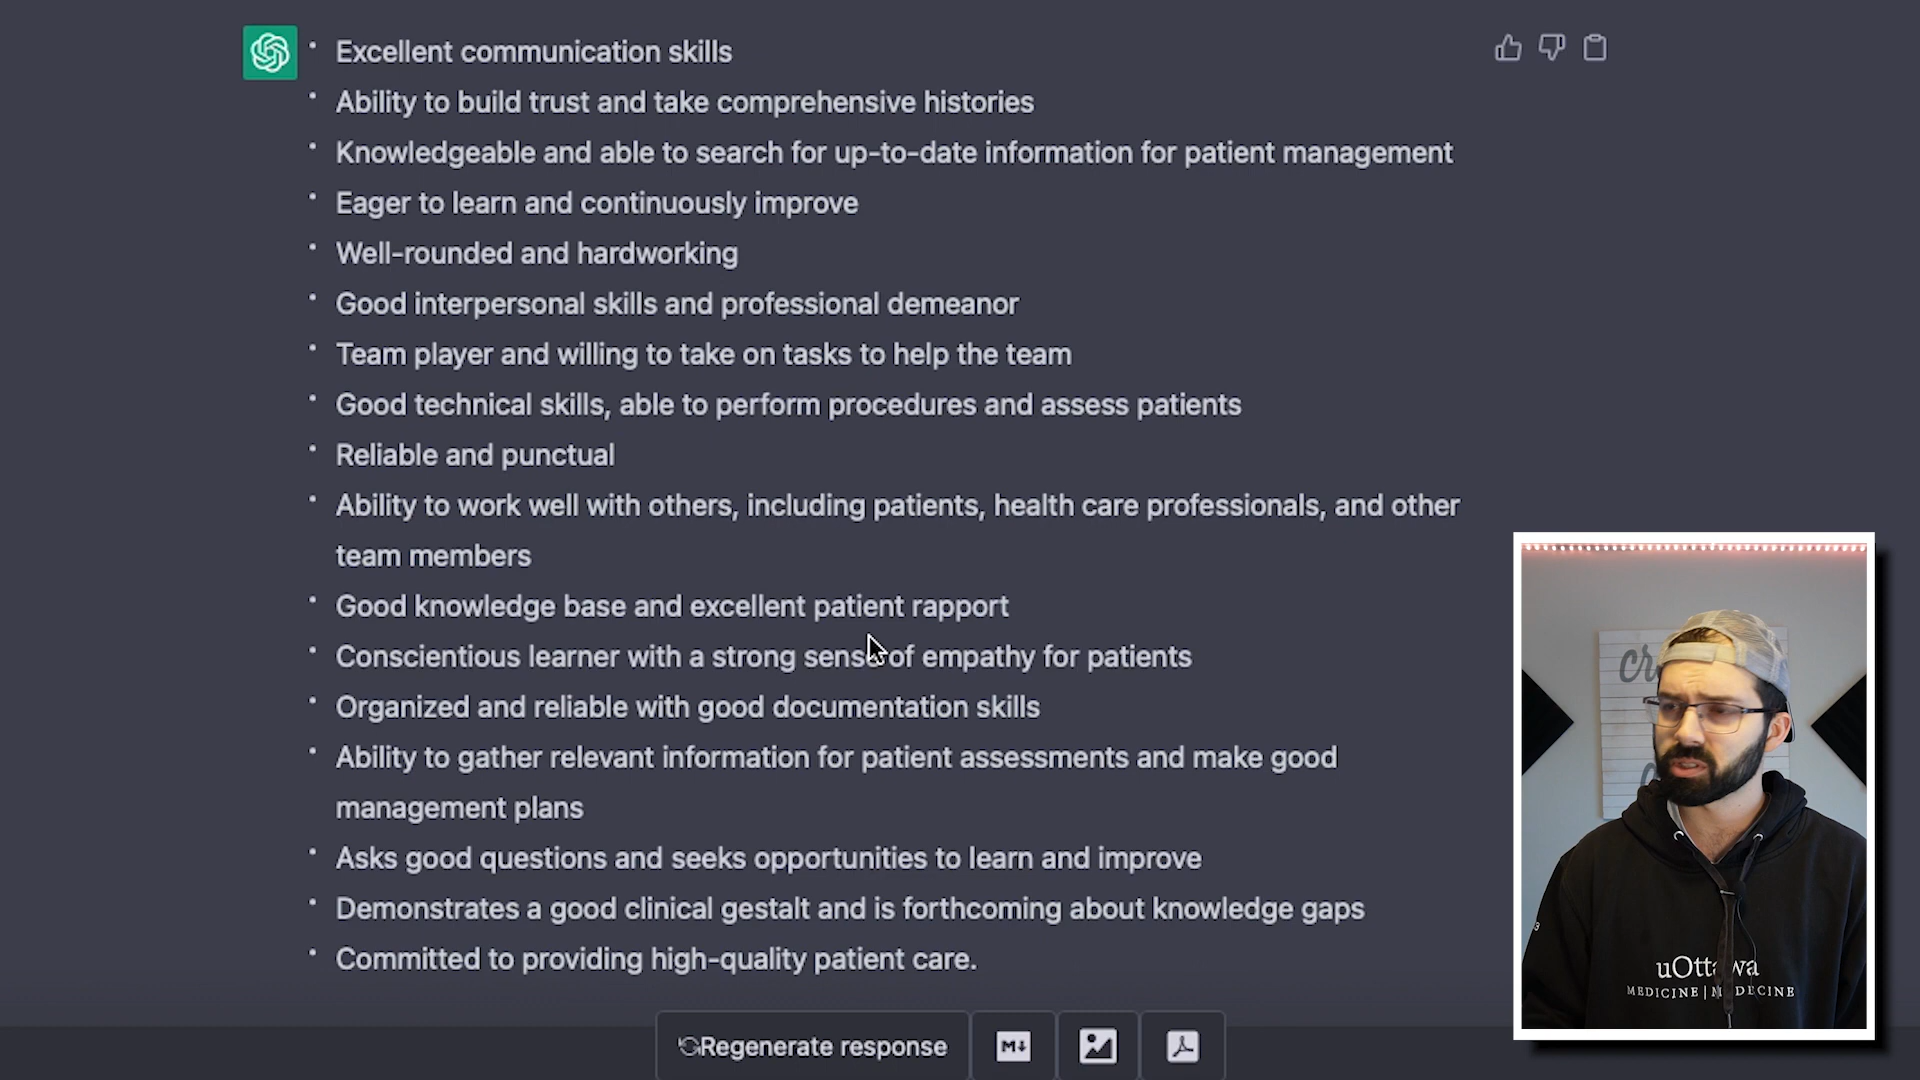 Excellent communication skills
Ability to build trust and take comprehensive histories
Knowledgeable and able to search for up-to-date information for patient management
Eager to learn and continuously improve
Well-rounded and hardworking
Good interpersonal skills and professional demeanor
Team player and willing to take on tasks to help the team
Good technical skills, able to perform procedures and assess patients
Reliable and punctual
Ability to work well with others, including patients, health care professionals, and other
team members
Good knowledge base and excellent patient rapport
Conscientious learner with a strong sense of empathy for patients
Organized and reliable with good documentation skills
Ability to gather relevant information for patient assessments and make good
management plans
Asks good questions and seeks opportunities to learn and improve
Demonstrates a good clinical gestalt and is forthcoming about knowledge gaps
Committed to providing high-quality patient care.
Regenerate response
M
uOttawa
MEDICINE | MÉDECINE